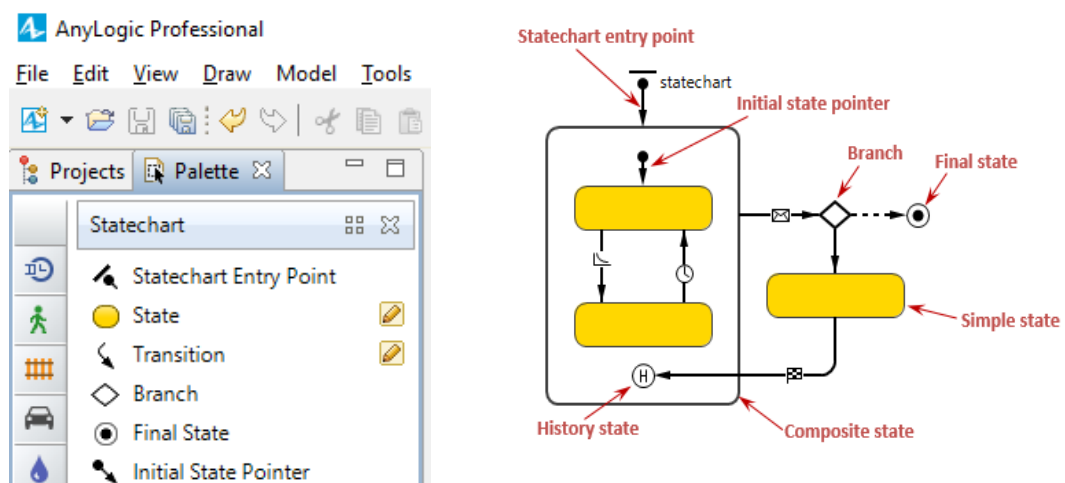 AnyLogic Professional
File Edit View Draw Model Tools
Projects Palette
Statechart
Statechart Entry Point
State
Transition
Branch
Final State
Initial State Pointer
Statechart entry point
statechart
Initial state pointer
Branch
Final state
Simple state
H
History state
Composite state